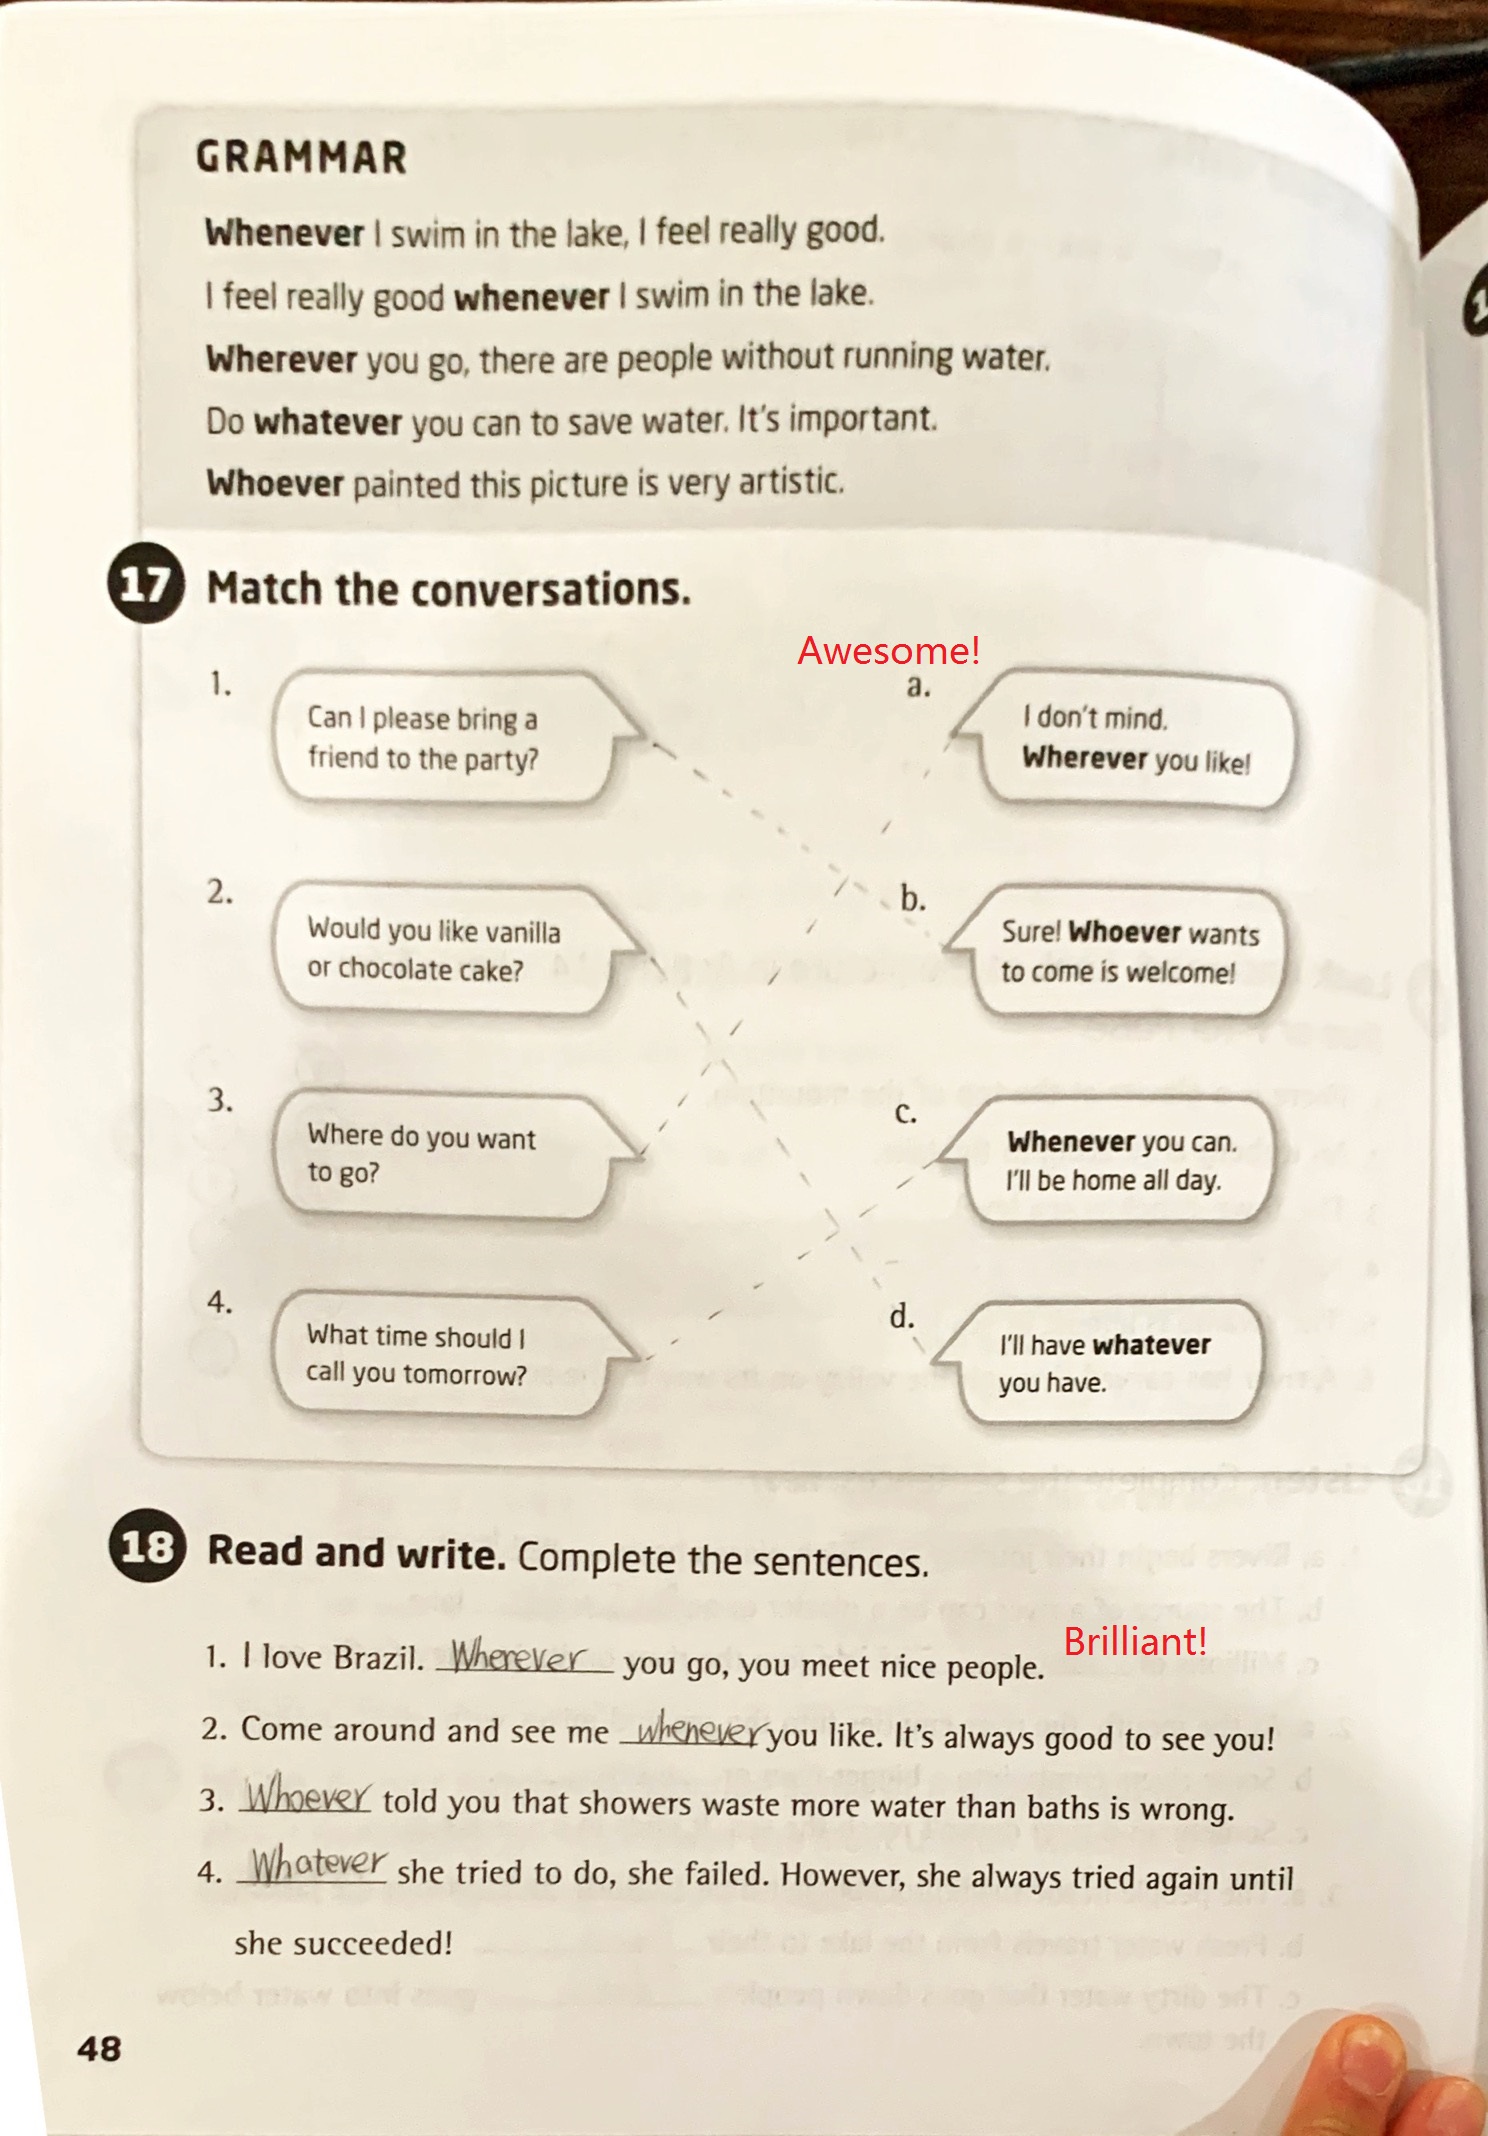 GRAMMAR
Whenever I swim in the lake, I feel really good.
I feel really good whenever I swim in the lake.
Wherever you go, there are people without running water.
Do whatever you can to save water. It's important.
Whoever painted this picture is very artistic.
17 Match the conversations.
Awesome!
1.
Can I please bring a
friend to the party?
a.
I don't mind.
Wherever you like!
2.
Would you like vanilla
or chocolate cake?
b.
Sure! Whoever wants
to come is welcome!
3.
Where do you want
to go?
c.
Whenever you can.
I'll be home all day.
4.
What time should I
call you tomorrow?
d.
I'll have whatever
you have.
18 Read and write. Complete the sentences.
1. I love Brazil. Wherever you go, you meet nice people.
Brilliant!
2. Come around and see me whenever you like. It's always good to see you!
3. Whoever told you that showers waste more water than baths is wrong.
4. Whatever she tried to do, she failed. However, she always tried again until
she succeeded!
48